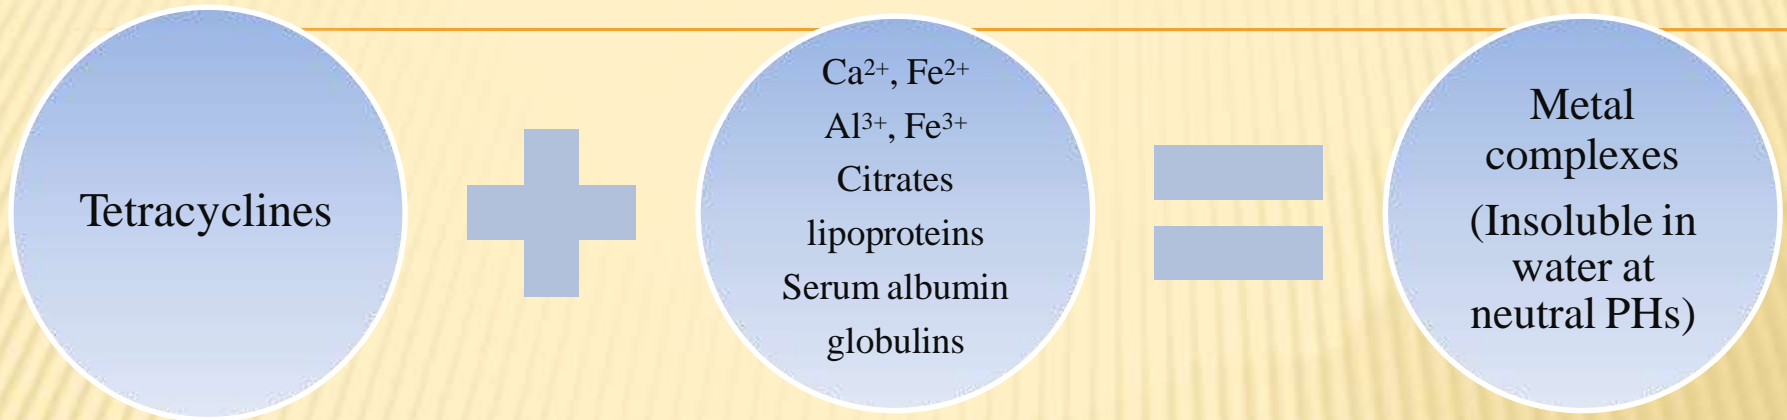 Tetracyclines
Ca²⁺, Fe²⁺
Al³⁺, Fe³⁺
Citrates
lipoproteins
Serum albumin
globulins
Metal
complexes
(Insoluble in
water at
neutral PHs)